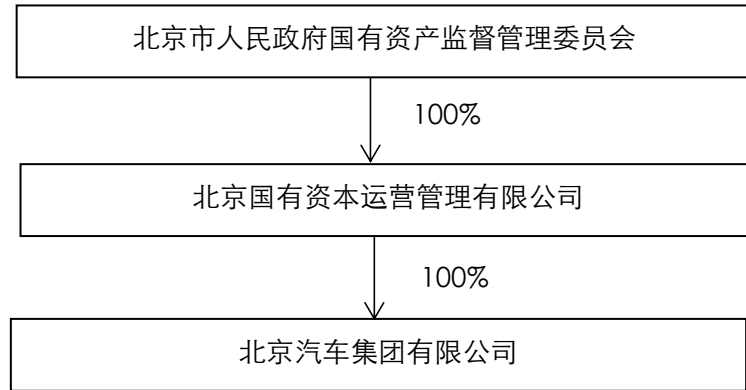 北京市人民政府国有资产监督管理委员会
100%
北京国有资本运营管理有限公司
100%
北京汽车集团有限公司